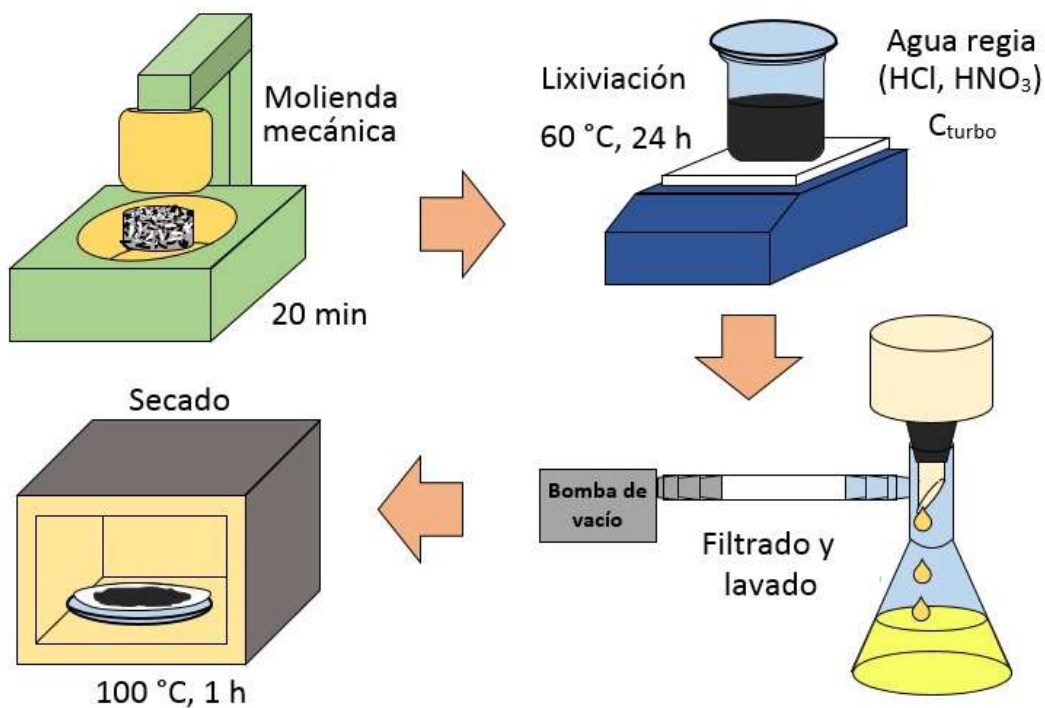 Molienda
mecánica
20 min
Lixiviación
60 °C, 24 h
Agua regia
(HCl, HNO₃)
Cₜᵤᵣᵦₒ
Bomba de
vacío
Filtrado y
lavado
Secado
100 °C, 1 h